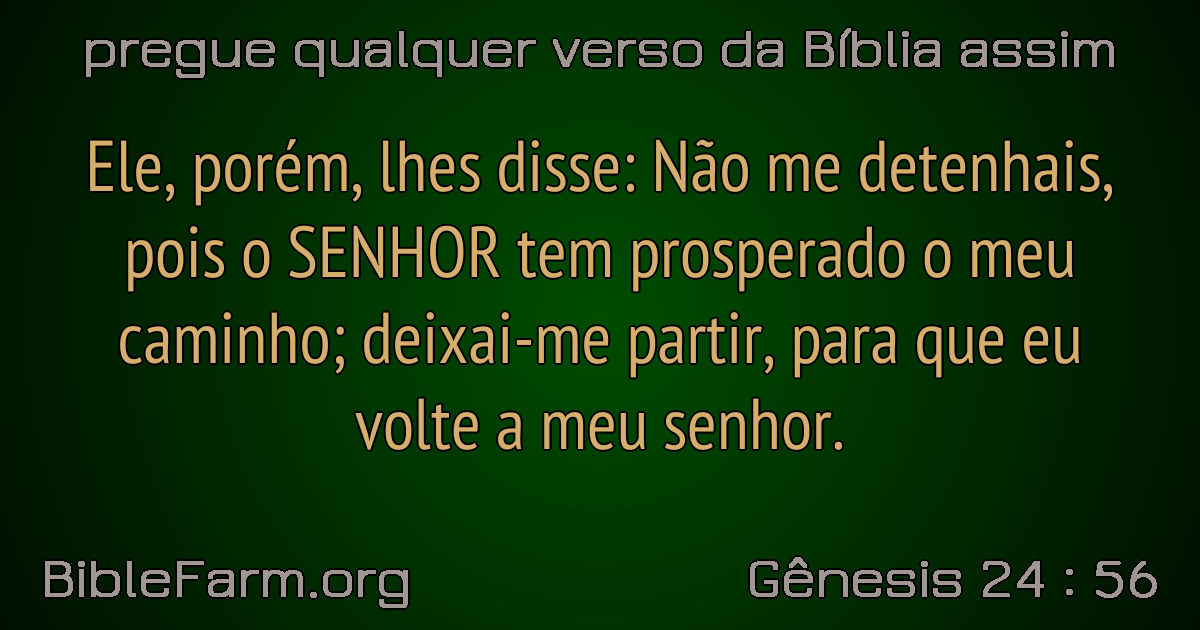 pregue qualquer verso da Bíblia assim
Ele, porém, lhes disse: Não me detenhais,
pois o SENHOR tem prosperado o meu
caminho; deixai-me partir, para que eu
volte a meu senhor.
BibleFarm.org
Gênesis 24 : 56